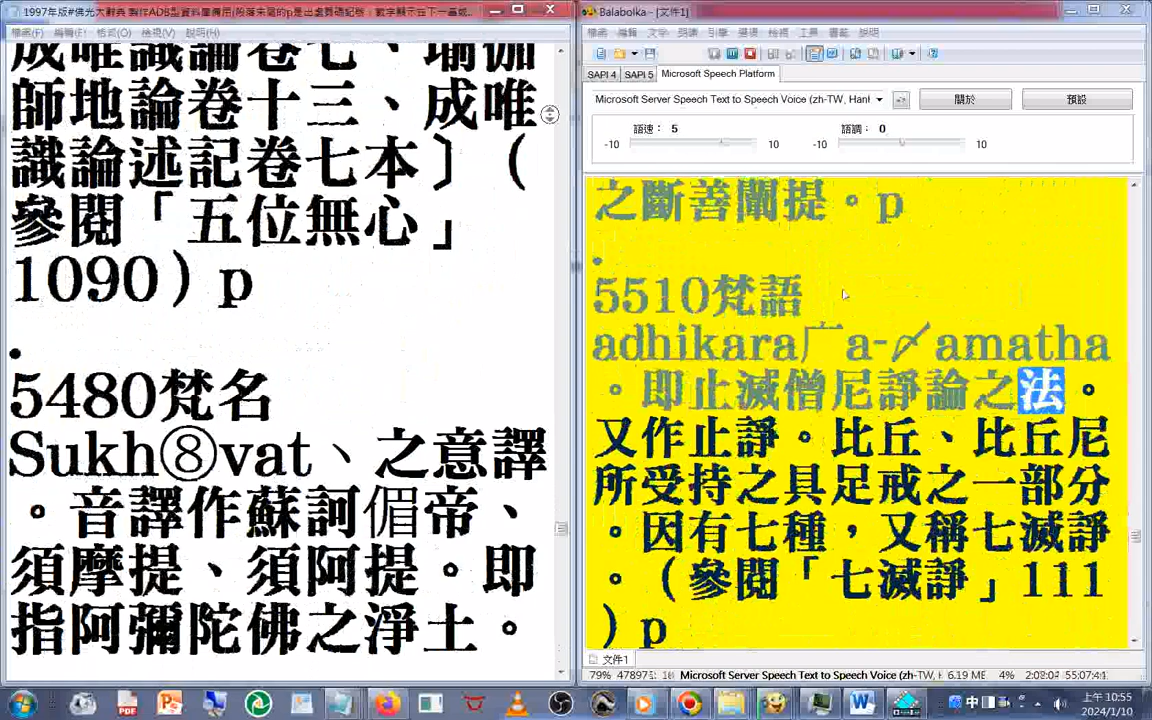 1997年版#佛光大辭典
檔案(F) 編輯(E) 格式(O) 檢視(V) 說明(H)
成唯識論卷七、瑜伽
師地論卷十三、成唯
識論述記卷七本〕（
參閱「五位無心」
1090）p
.
5480梵名
Sukh⑧vat、之意譯
。音譯作蘇訶倱帝、
須摩提、須阿提。即
指阿彌陀佛之淨土。
Balabolka - [文件1]
SAPI 4 SAPI 5 Microsoft Speech Platform
Microsoft Server Speech Text to Speech Voice (zh-TW, Hanl
關於
預設
語速： 5 語調： 0
-10 10 -10 10
之斷善闡提。p
.
5510梵語
adhikara广a-〆amatha
。即止滅僧尼諍論之法。
又作止諍。比丘、比丘尼
所受持之具足戒之一部分
。因有七種，又稱七滅諍
。（參閱「七滅諍」111
）p
文件1
79% Microsoft Server Speech Text to Speech Voice (zh-TW, 6.19 ME 4% 2:08:04 55:07:41
上午 10:55
2024/1/10